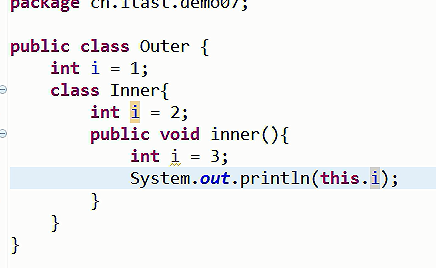 package cn.itast.demo07;
public class Outer {
int i = 1;
class Inner{
int i = 2;
public void inner(){
int i = 3;
System.out.println(this.i);
}
}
}